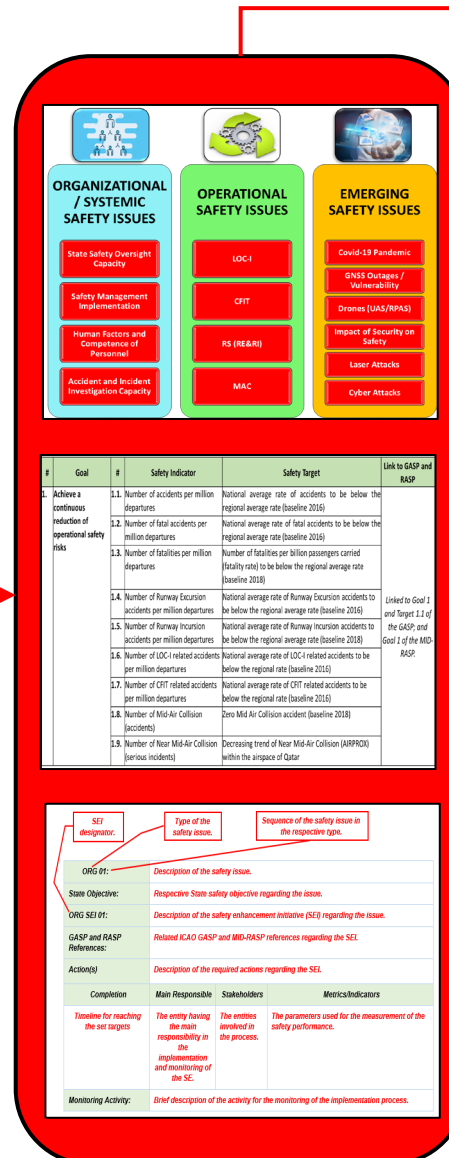 ORGANIZATIONAL
/ SYSTEMIC
SAFETY ISSUES
State Safety Oversight
Capacity
Safety Management
Implementation
Human Factors and
Competence of
Personnel
Accident and Incident
Investigation Capacity
OPERATIONAL
SAFETY ISSUES
LOC-I
CFIT
RS (RE&RI)
MAC
EMERGING
SAFETY ISSUES
Covid-19 Pandemic
GNSS Outages /
Vulnerability
Drones (UAS/RPAS)
Impact of Security on
Safety
Laser Attacks
Cyber Attacks
# Goal # Safety Indicator Safety Target Link to GASP and
RASP
1. Achieve a
continuous
reduction of
operational safety
risks
1.1. Number of accidents per million
departures
National average rate of accidents to be below the
regional average rate (baseline 2016)
1.2. Number of fatal accidents per
million departures
National average rate of fatal accidents to be below the
regional average rate (baseline 2016)
1.3. Number of fatalities per million
departures
Number of fatalities per billion passengers carried
(fatality rate) to be below the regional average rate
(baseline 2018)
1.4. Number of Runway Excursion
accidents per million departures
National average rate of Runway Excursion accidents to
be below the regional average rate (baseline 2016)
1.5. Number of Runway Incursion
accidents per million departures
National average rate of Runway Incursion accidents to
be below the regional average rate (baseline 2018)
1.6. Number of LOC-I related accidents
per million departures
National average rate of LOC-I related accidents to be
below the regional rate (baseline 2016)
1.7. Number of CFIT related accidents
per million departures
National average rate of CFIT related accidents to be
below the regional average rate (baseline 2016)
1.8. Number of Mid-Air Collision
(accidents)
Zero Mid Air Collision accident (baseline 2018)
1.9. Number of Near Mid-Air Collision
(serious incidents)
Decreasing trend of Near Mid-Air Collision (AIRPROX)
within the airspace of Qatar
Linked to Goal 1
and Target 1.1 of
the GASP; and
Goal 1 of the MID-
RASP.
SEI
designator.
Type of the
safety issue.
Sequence of the safety issue in
the respective type.
ORG 01: Description of the safety issue.
State Objective: Respective State safety objective regarding the issue.
ORG SEI 01: Description of the safety enhancement initiative (SEI) regarding the issue.
GASP and RASP
References:
Related ICAO GASP and MID-RASP references regarding the SEI.
Action(s) Description of the required actions regarding the SEI.
Completion Main Responsible Stakeholders Metrics/Indicators
Timeline for reaching
the set targets
The entity having
the main
responsibility in
the
implementation
and monitoring of
the SE.
The entities
involved in
the process.
The parameters used for the measurement of the
safety performance.
Monitoring Activity: Brief description of the activity for the monitoring of the implementation process.